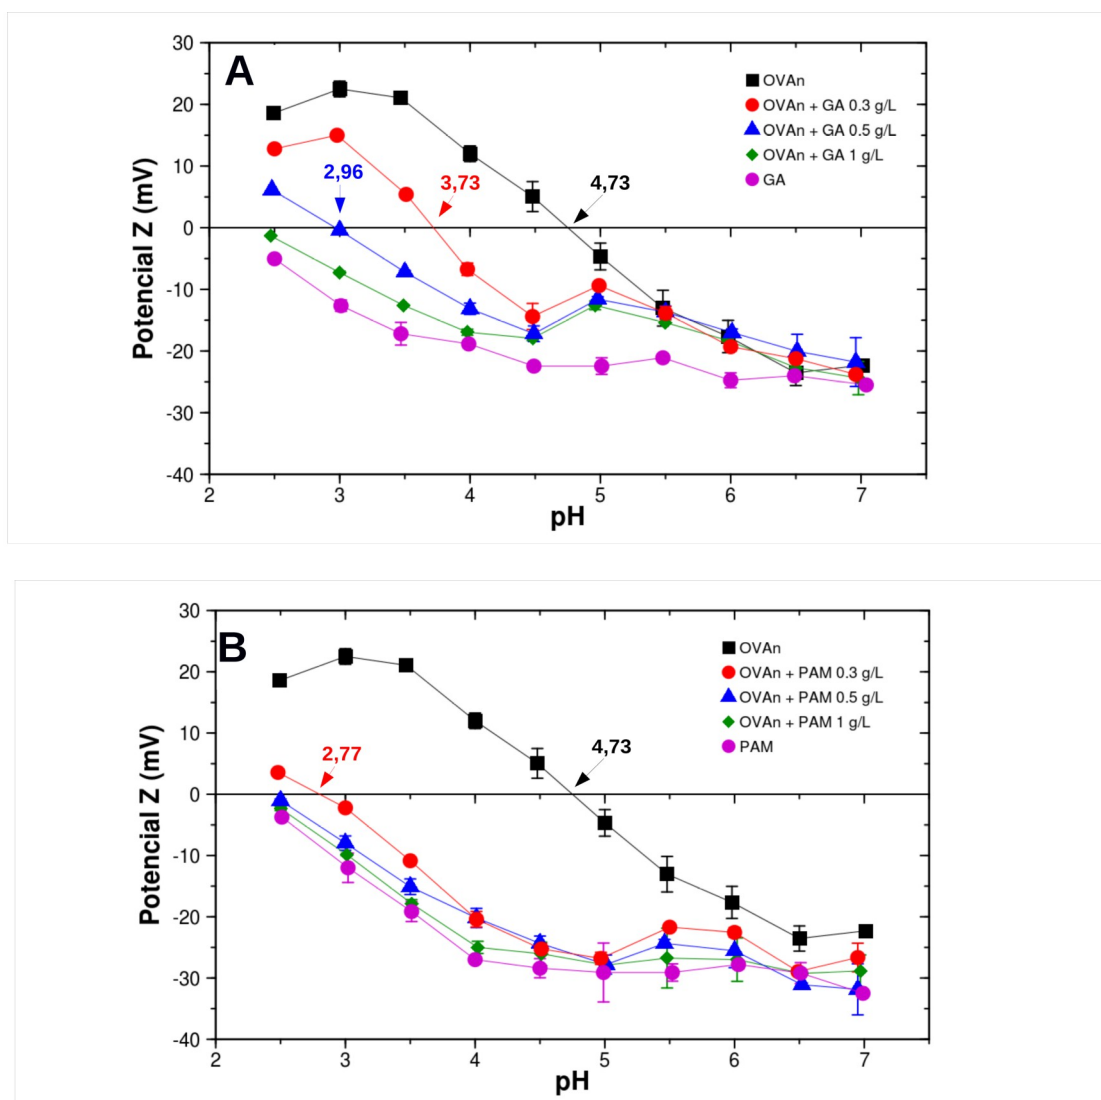 A
30
20
10
0
-10
-20
-30
-40
Potencial Z (mV)
2
3
4
5
6
7
pH
OVAn
OVAn + GA 0.3 g/L
OVAn + GA 0.5 g/L
OVAn + GA 1 g/L
GA
2,96
3,73
4,73
B
30
20
10
0
-10
-20
-30
-40
Potencial Z (mV)
2
3
4
5
6
7
pH
OVAn
OVAn + PAM 0.3 g/L
OVAn + PAM 0.5 g/L
OVAn + PAM 1 g/L
PAM
2,77
4,73